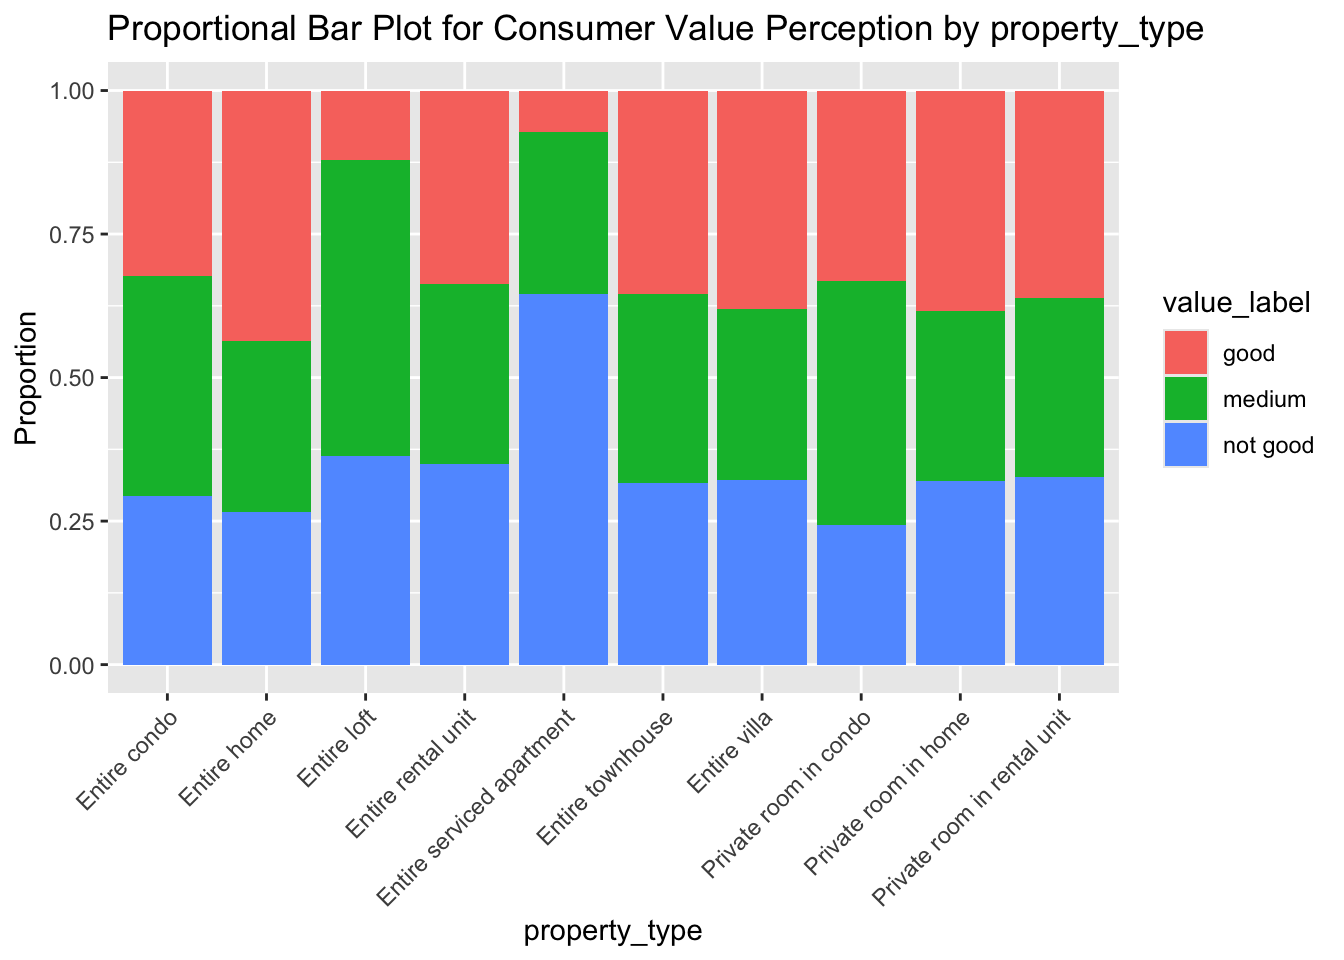 Proportional Bar Plot for Consumer Value Perception by property_type
1.00
0.75
0.50
0.25
0.00
Proportion
Entire condo
Entire home
Entire loft
Entire rental unit
Entire serviced apartment
Entire townhouse
Entire villa
Private room in condo
Private room in home
Private room in rental unit
property_type
value_label
good
medium
not good